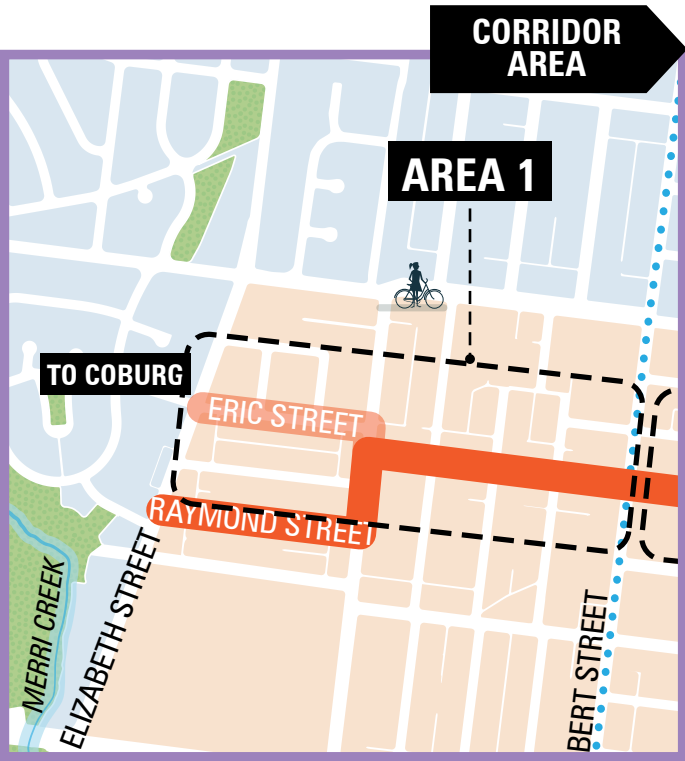 CORRIDOR
AREA
AREA 1
TO COBURG
ERIC STREET
RAYMOND STREET
MERRI CREEK
ELIZABETH STREET
BERT STREET